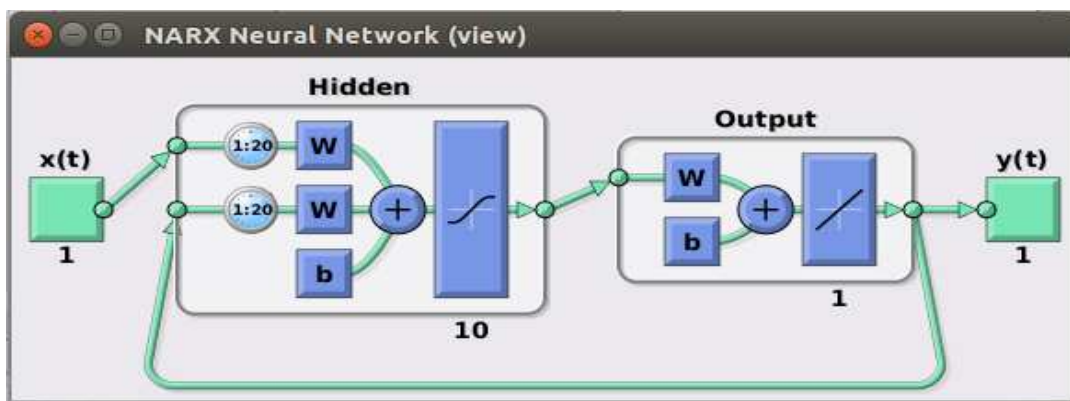 NARX Neural Network (view)
Hidden
Output
x(t)
y(t)
1:20
W
1:20
W
b
+
W
b
+
1
10
1
1